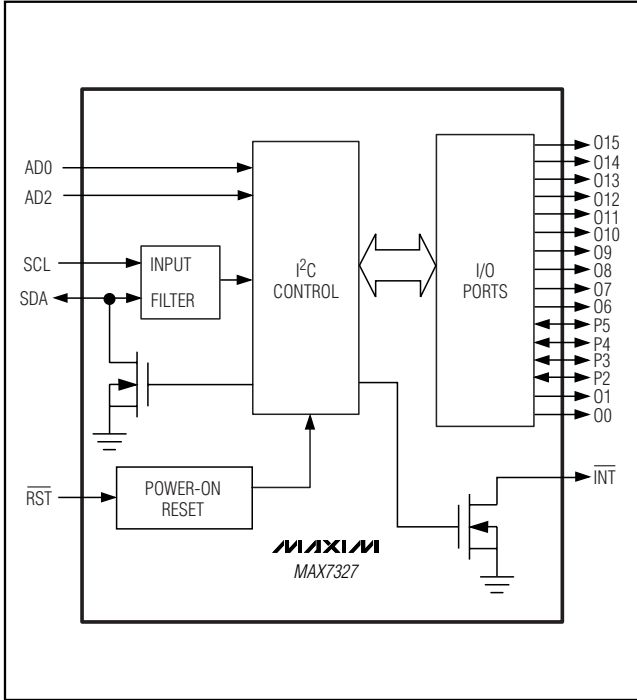 AD0
AD2
SCL
SDA
RST
INPUT
FILTER
I²C
CONTROL
POWER-ON
RESET
I/O
PORTS
O15
O14
O13
O12
O11
O10
O9
O8
O7
O6
P5
P4
P3
P2
O1
O0
INT
MAXIM
MAX7327